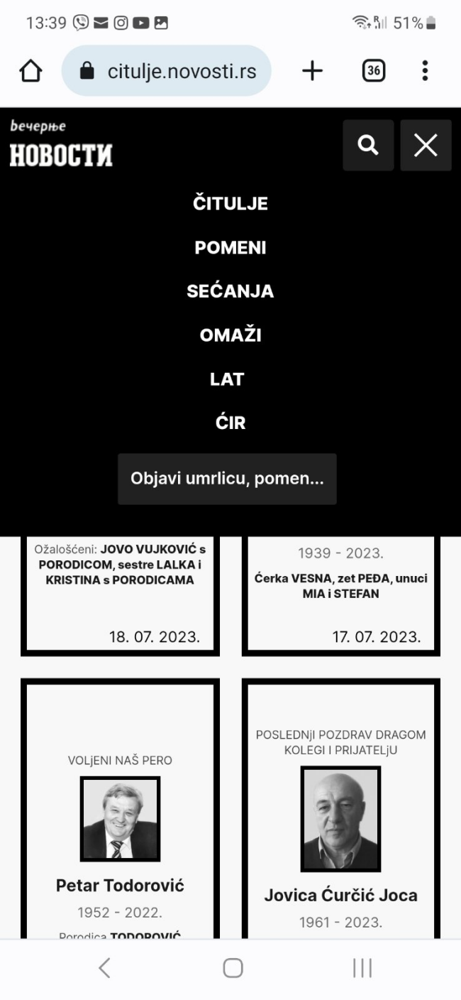 13:39
51%
citulje.novosti.rs
36
Вечерње
НОВОСТИ
ČITULJE
POMENI
SEĆANJA
OMAŽI
LAT
ĆIR
Objavi umrlicu, pomen...
Ožalošćeni: JOVO VUJKOVIĆ s
PORODICOM, sestre LALKA i
KRISTINA s PORODICAMA
18. 07. 2023.
1939 - 2023.
Ćerka VESNA, zet PEĐA, unuci
MIA i STEFAN
17. 07. 2023.
VOLjENI NAŠ PERO
Petar Todorović
1952 - 2022.
Porodica TODOROVIĆ
POSLEDNjI POZDRAV DRAGOM
KOLEGI I PRIJATELjU
Jovica Ćurčić Joca
1961 - 2023.